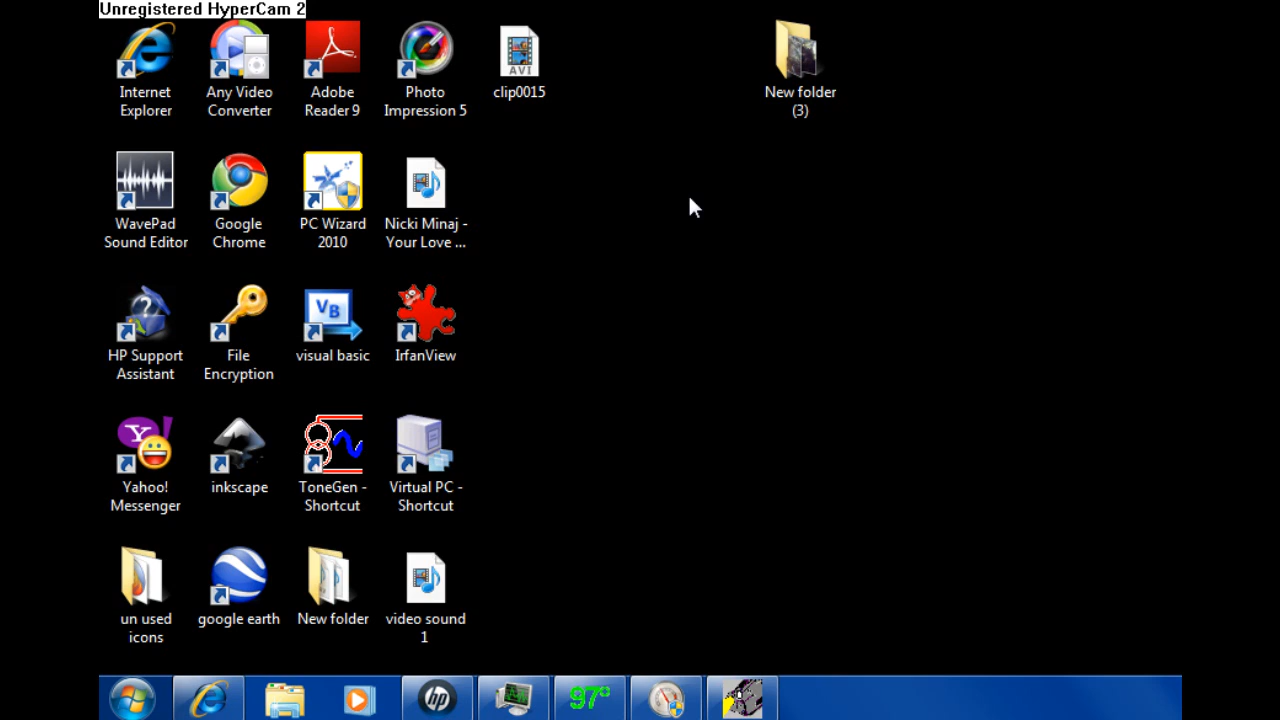 Unregistered HyperCam 2
Internet
Explorer
Any Video
Converter
Adobe
Reader 9
Photo
Impression 5
AVI
clip0015
New folder
(3)
WavePad
Sound Editor
Google
Chrome
PC Wizard
2010
Nicki Minaj -
Your Love ...
HP Support
Assistant
File
Encryption
VB
visual basic
IrfanView
Y!
Yahoo!
Messenger
inkscape
ToneGen -
Shortcut
Virtual PC -
Shortcut
un used
icons
google earth
New folder
video sound
1
hp
97°